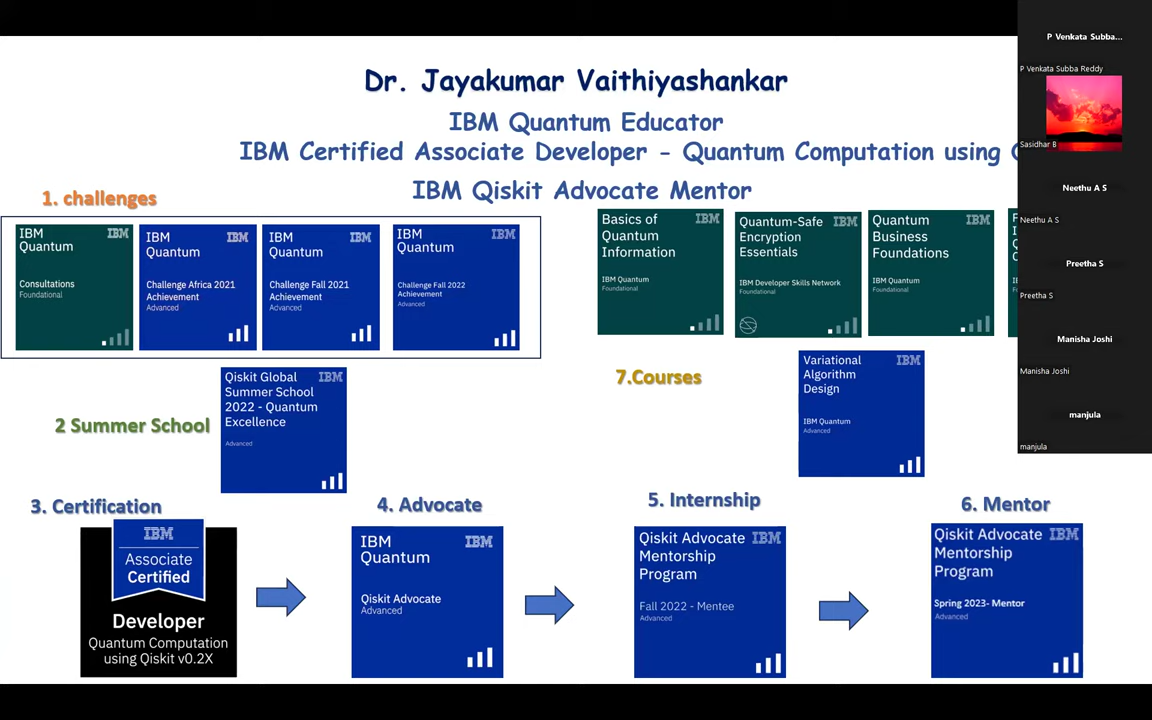 Dr. Jayakumar Vaithiyashankar
IBM Quantum Educator
IBM Certified Associate Developer - Quantum Computation using
IBM Qiskit Advocate Mentor
1. challenges
IBM
Quantum
IBM
Consultations
Foundational
IBM
Quantum
IBM
Challenge Africa 2021
Achievement
Advanced
IBM
Quantum
IBM
Challenge Fall 2021
Achievement
Advanced
IBM
Quantum
IBM
Challenge Fall 2022
Achievement
Advanced
Basics of
Quantum
Information
IBM
IBM Quantum
Foundational
Quantum-Safe
Encryption
Essentials
IBM
IBM Developer Skills Network
Foundational
Quantum
Business
Foundations
IBM
IBM Quantum
Foundational
2 Summer School
Qiskit Global
Summer School
2022 - Quantum
Excellence
IBM
Advanced
7.Courses
Variational
Algorithm
Design
IBM
IBM Quantum
Advanced
3. Certification
IBM
Associate
Certified
Developer
Quantum Computation
using Qiskit v0.2X
4. Advocate
IBM
Quantum
IBM
Qiskit Advocate
Advanced
5. Internship
Qiskit Advocate
Mentorship
Program
IBM
Fall 2022 - Mentee
Advanced
6. Mentor
Qiskit Advocate
Mentorship
Program
IBM
Spring 2023- Mentor
Advanced
P Venkata Subba...
P Venkata Subba Reddy
Sasidhar B
Neethu A S
Neethu A S
Preetha S
Preetha S
Manisha Joshi
Manisha Joshi
manjula
manjula